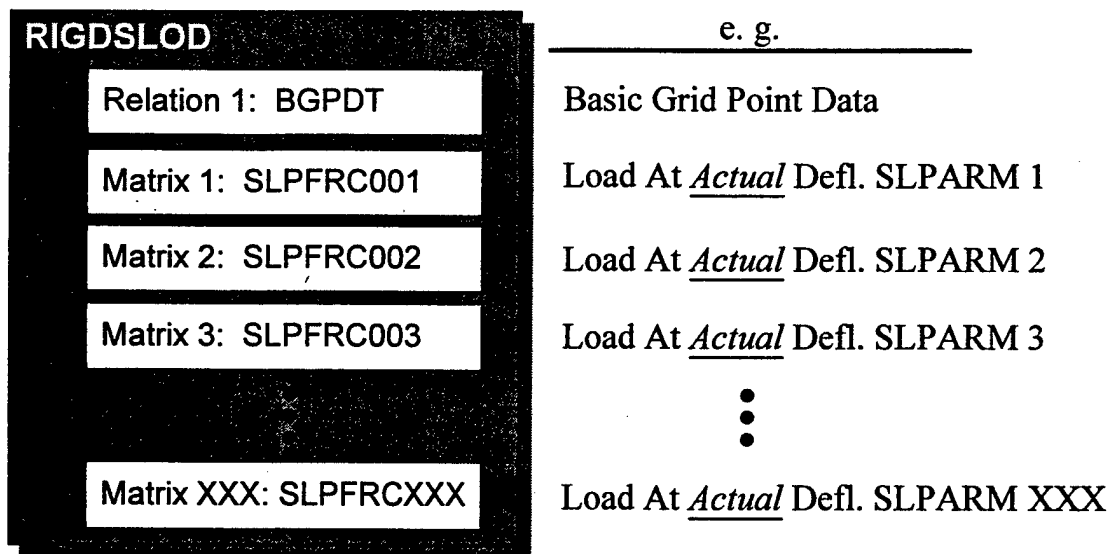 RIGDSLOD e. g.
Relation 1: BGPDT Basic Grid Point Data
Matrix 1: SLPFRC001 Load At Actual Defl. SLPARM 1
Matrix 2: SLPFRC002 Load At Actual Defl. SLPARM 2
Matrix 3: SLPFRC003 Load At Actual Defl. SLPARM 3
Matrix XXX: SLPFRCXXX Load At Actual Defl. SLPARM XXX